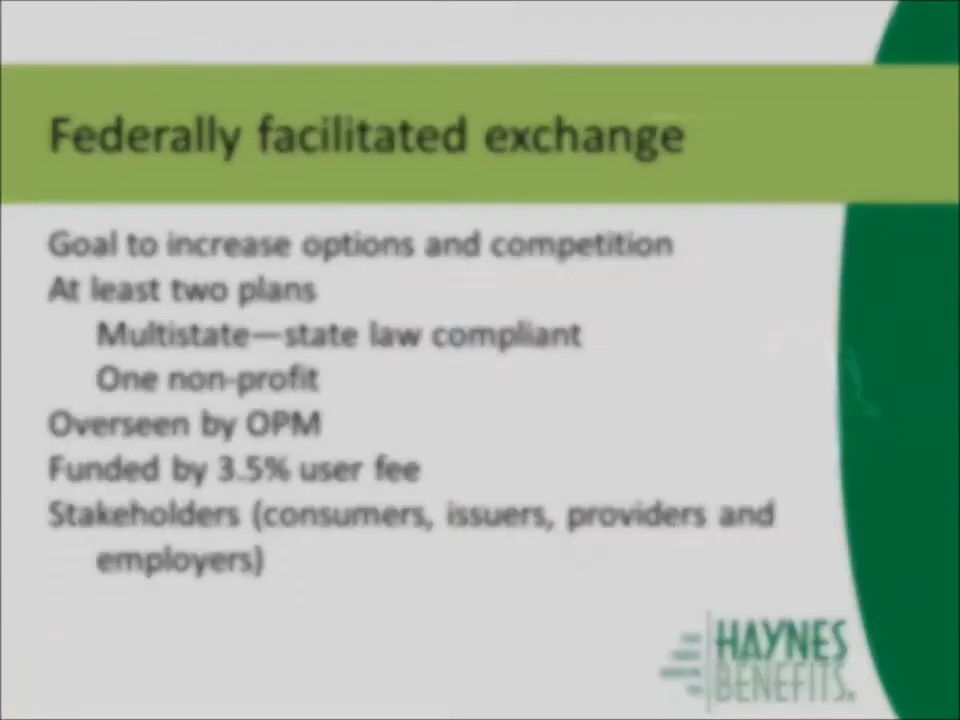 Federally facilitated exchange
Goal to increase options and competition
At least two plans
Multistate—state law compliant
One non-profit
Overseen by OPM
Funded by 3.5% user fee
Stakeholders (consumers, issuers, providers and
employers)
HAYNES
BENEFITS.